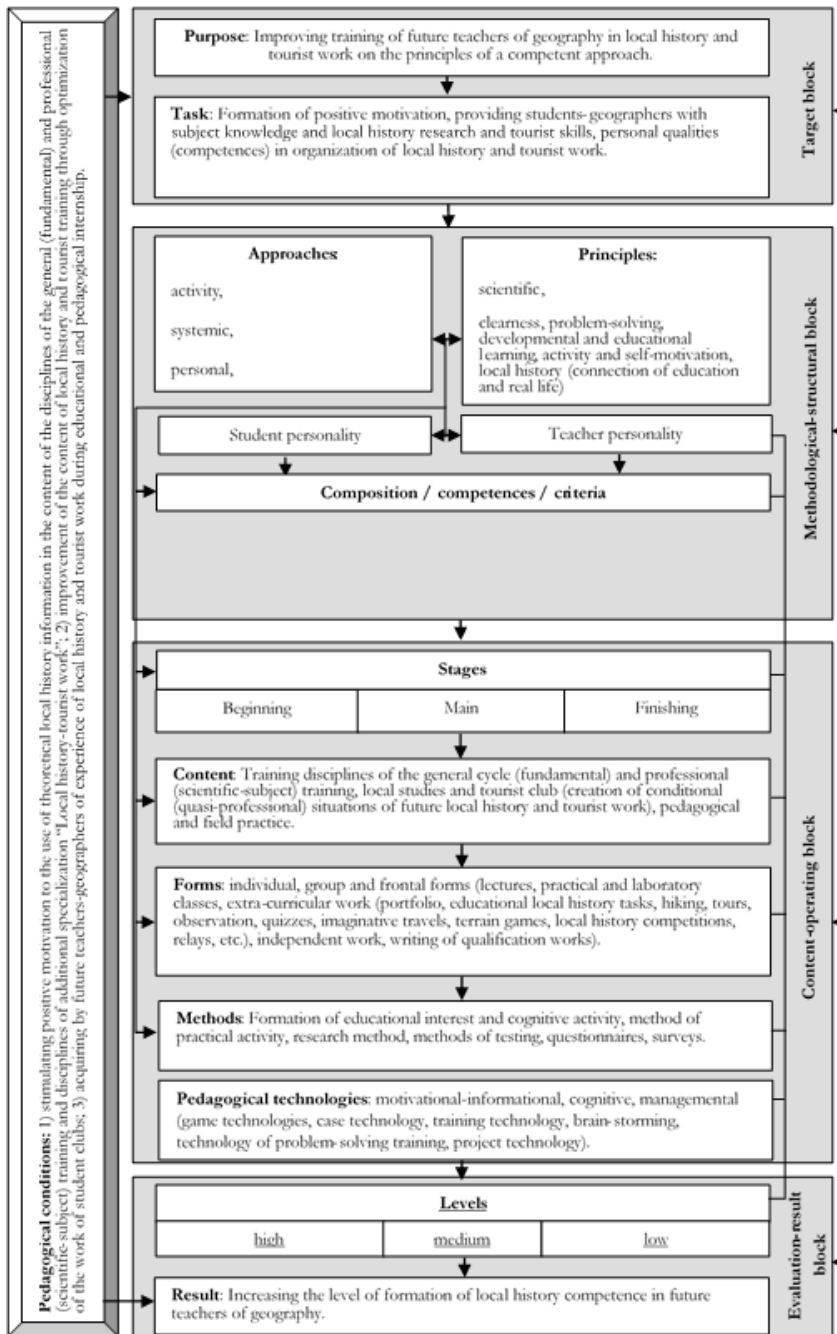 Pedagogical conditions: 1) stimulating positive motivation to the use of theoretical local history information in the content of the disciplines of the general (fundamental) and professional
(scientific-subject) training and disciplines of additional specialization “Local history-tourist work”; 2) improvement of the content of local history and tourist training through optimization
of the work of student clubs; 3) acquiring by future teachers-geographers of experience of local history and tourist work during educational and pedagogical internship.
Purpose: Improving training of future teachers of geography in local history and
tourist work on the principles of a competent approach.
Task: Formation of positive motivation, providing students-geographers with
subject knowledge and local history research and tourist skills, personal qualities
(competences) in organization of local history and tourist work.
Target block
Approaches:
activity,
systemic,
personal,
Principles:
scientific,
clearness, problem-solving,
developmental and educational
learning, activity and self-motivation,
local history (connection of education
and real life)
Student personality
Teacher personality
Composition / competences / criteria
Methodological-structural block
Stages
Beginning
Main
Finishing
Content: Training disciplines of the general cycle (fundamental) and professional
(scientific-subject) training, local studies and tourist club (creation of conditional
(quasi-professional) situations of future local history and tourist work), pedagogical
and field practice.
Forms: individual, group and frontal forms (lectures, practical and laboratory
classes, extra-curricular work (portfolio, educational local history tasks, hiking, tours,
observation, quizzes, imaginative travels, terrain games, local history competitions,
relays, etc.), independent work, writing of qualification works).
Methods: Formation of educational interest and cognitive activity, method of
practical activity, research method, methods of testing, questionnaires, surveys.
Pedagogical technologies: motivational-informational, cognitive, managemental
(game technologies, case technology, training technology, brain-storming,
technology of problem-solving training, project technology).
Content-operating block
Levels
high
medium
low
Result: Increasing the level of formation of local history competence in future
teachers of geography.
Evaluation-result
block